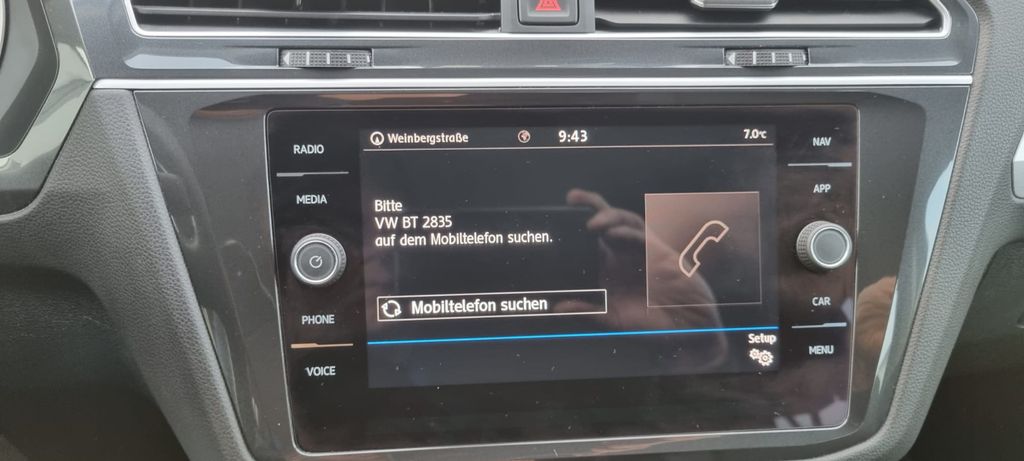 Weinbergstraße 9:43 7.0°C
RADIO
MEDIA
PHONE
VOICE
Bitte
VW BT 2835
auf dem Mobiltelefon suchen.
Mobiltelefon suchen
Setup
NAV
APP
CAR
MENU